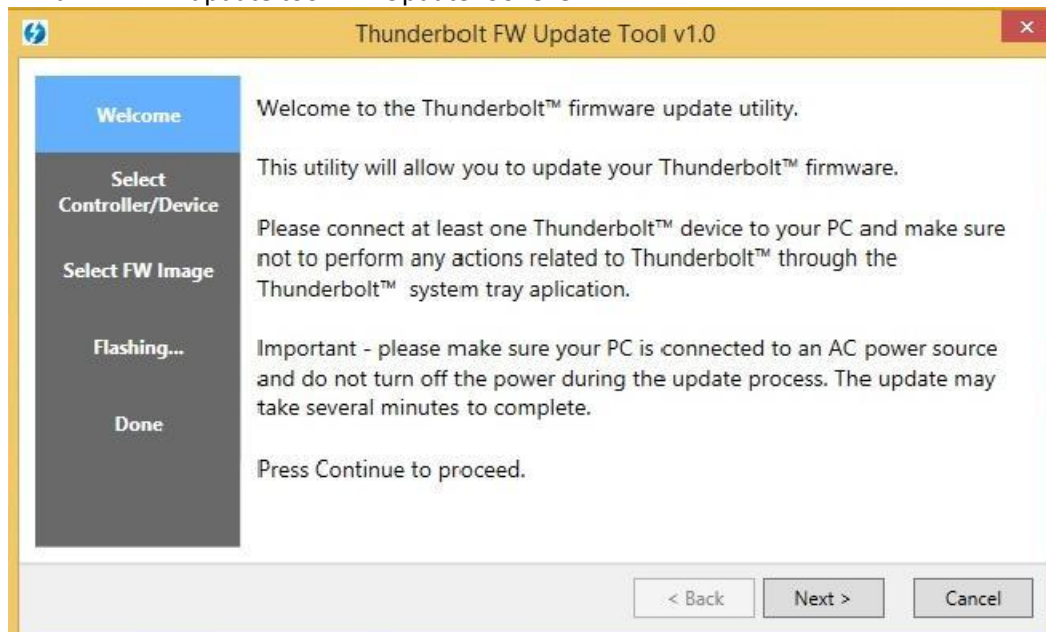 Thunderbolt FW Update Tool v1.0
Welcome
Select
Controller/Device
Select FW Image
Flashing...
Done
Welcome to the Thunderbolt™ firmware update utility.
This utility will allow you to update your Thunderbolt™ firmware.
Please connect at least one Thunderbolt™ device to your PC and make sure
not to perform any actions related to Thunderbolt™ through the
Thunderbolt™ system tray aplication.
Important - please make sure your PC is connected to an AC power source
and do not turn off the power during the update process. The update may
take several minutes to complete.
Press Continue to proceed.
< Back
Next >
Cancel